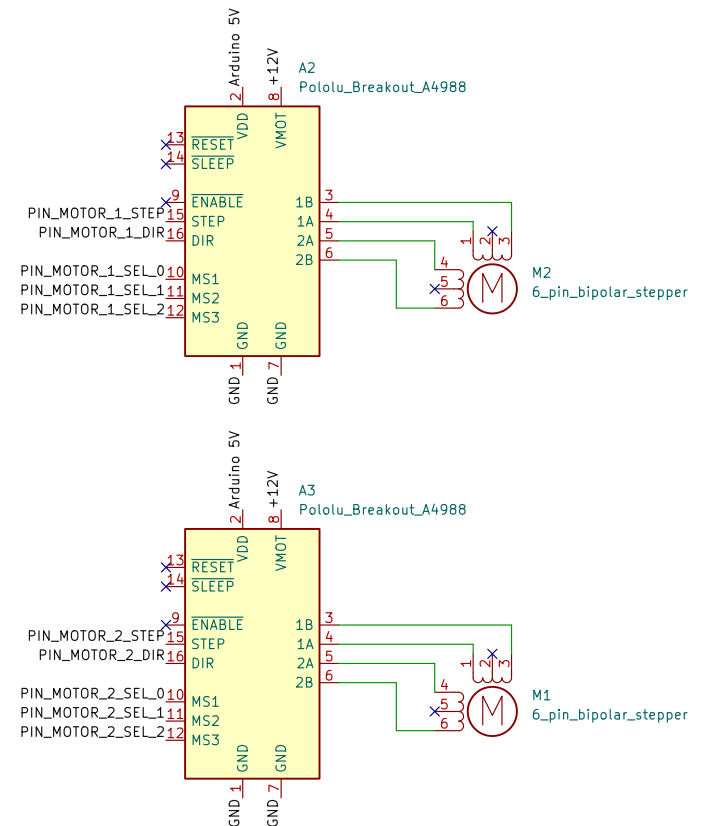 Arduino 5V
+12V
A2
Pololu_Breakout_A4988
2
8
VDD
VMOT
13
RESET
14
SLEEP
9
ENABLE
1B
3
PIN_MOTOR_1_STEP
15
STEP
1A
4
PIN_MOTOR_1_DIR
16
DIR
2A
5
2B
6
1
2
3
4
5
6
M
M2
6_pin_bipolar_stepper
PIN_MOTOR_1_SEL_0
10
MS1
PIN_MOTOR_1_SEL_1
11
MS2
PIN_MOTOR_1_SEL_2
12
MS3
GND
GND
1
7
GND
GND
Arduino 5V
+12V
A3
Pololu_Breakout_A4988
2
8
VDD
VMOT
13
RESET
14
SLEEP
9
ENABLE
1B
3
PIN_MOTOR_2_STEP
15
STEP
1A
4
PIN_MOTOR_2_DIR
16
DIR
2A
5
2B
6
1
2
3
4
5
6
M
M1
6_pin_bipolar_stepper
PIN_MOTOR_2_SEL_0
10
MS1
PIN_MOTOR_2_SEL_1
11
MS2
PIN_MOTOR_2_SEL_2
12
MS3
GND
GND
1
7
GND
GND